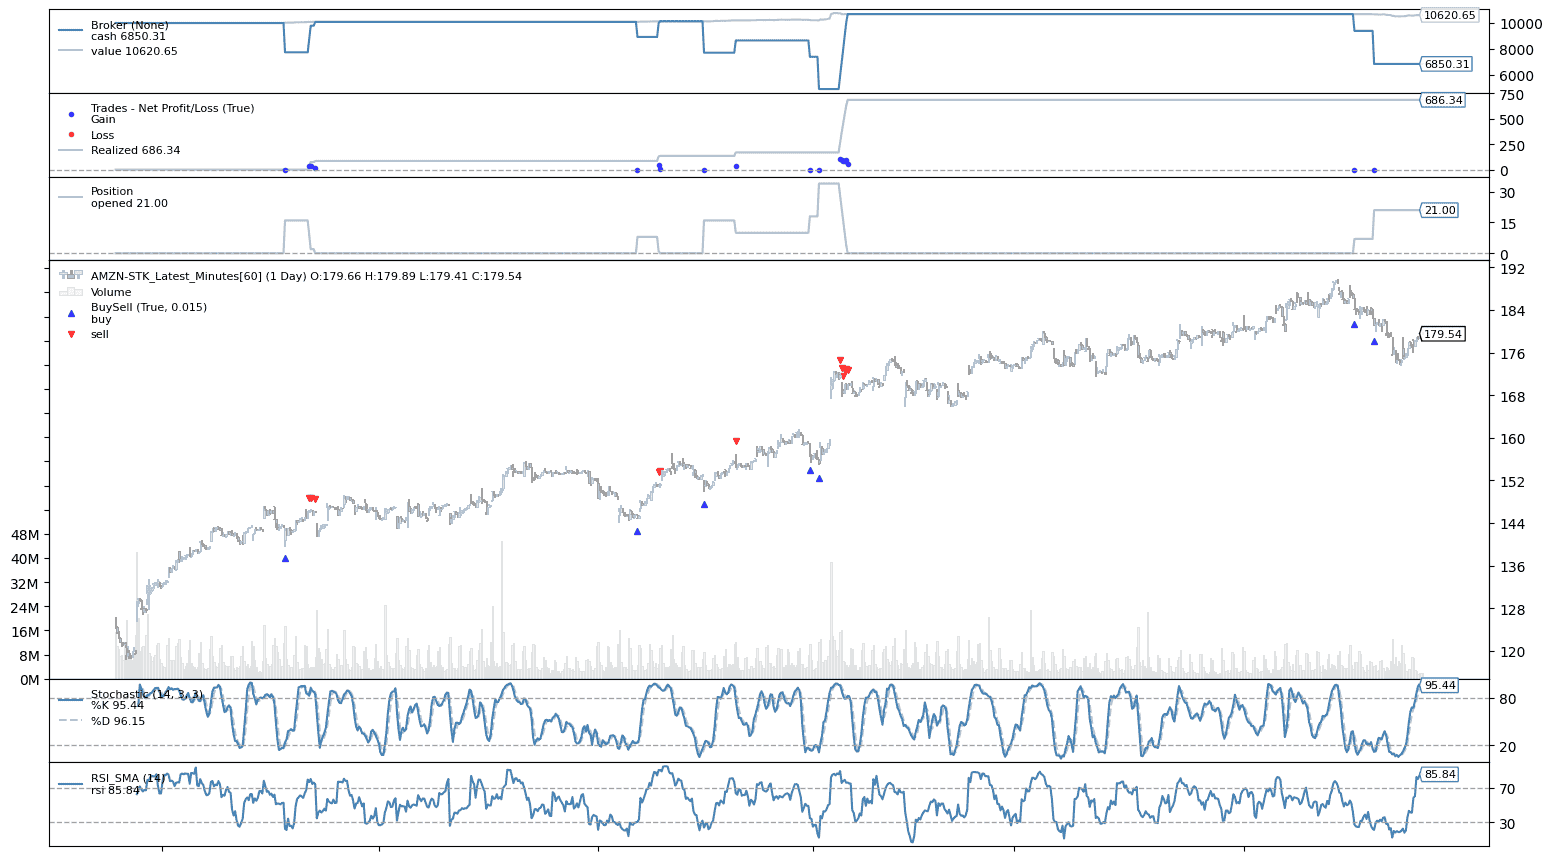 Broker (None)
cash 6850.31
value 10620.65
10620.65
10000
8000
6850.31
6000
Trades - Net Profit/Loss (True)
Gain
Loss
Realized 686.34
750
686.34
500
250
0
Position
opened 21.00
30
21.00
15
0
AMZN-STK_Latest_Minutes[60] (1 Day) O:179.66 H:179.89 L:179.41 C:179.54
Volume
BuySell (True, 0.015)
buy
sell
192
184
179.54
176
168
160
152
144
136
128
120
48M
40M
32M
24M
16M
8M
0M
Stochastic (14, 3, 3)
%K 95.44
%D 96.15
95.44
80
20
RSI_SMA (14)
rsi 85.84
85.84
70
30